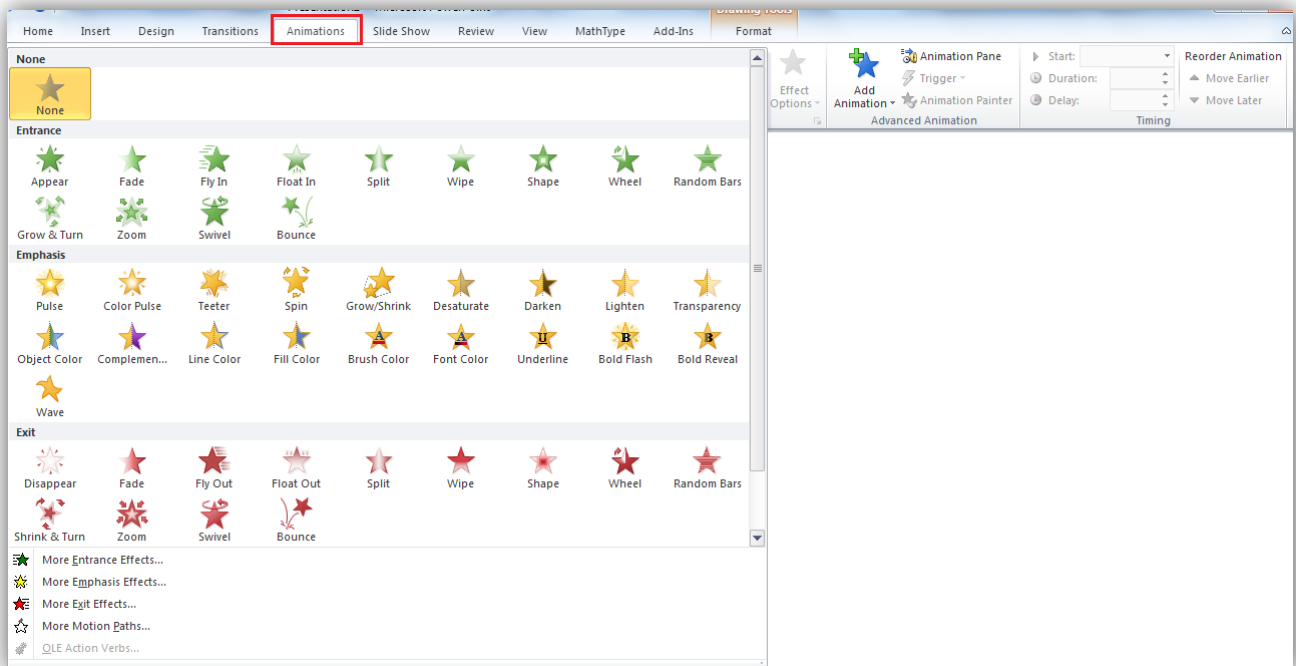 Drawing Tools
Home Insert Design Transitions Animations Slide Show Review View MathType Add-Ins Format
None
None
Entrance
Appear Fade Fly In Float In Split Wipe Shape Wheel Random Bars
Grow & Turn Zoom Swivel Bounce
Emphasis
Pulse Color Pulse Teeter Spin Grow/Shrink Desaturate Darken Lighten Transparency
Object Color Complemen... Line Color Fill Color Brush Color Font Color Underline Bold Flash Bold Reveal
Wave
Exit
Disappear Fade Fly Out Float Out Split Wipe Shape Wheel Random Bars
Shrink & Turn Zoom Swivel Bounce
More Entrance Effects...
More Emphasis Effects...
More Exit Effects...
More Motion Paths...
OLE Action Verbs...
Effect
Options
Add
Animation
Animation Pane
Trigger
Animation Painter
Advanced Animation
Start:
Duration:
Delay:
Timing
Reorder Animation
Move Earlier
Move Later